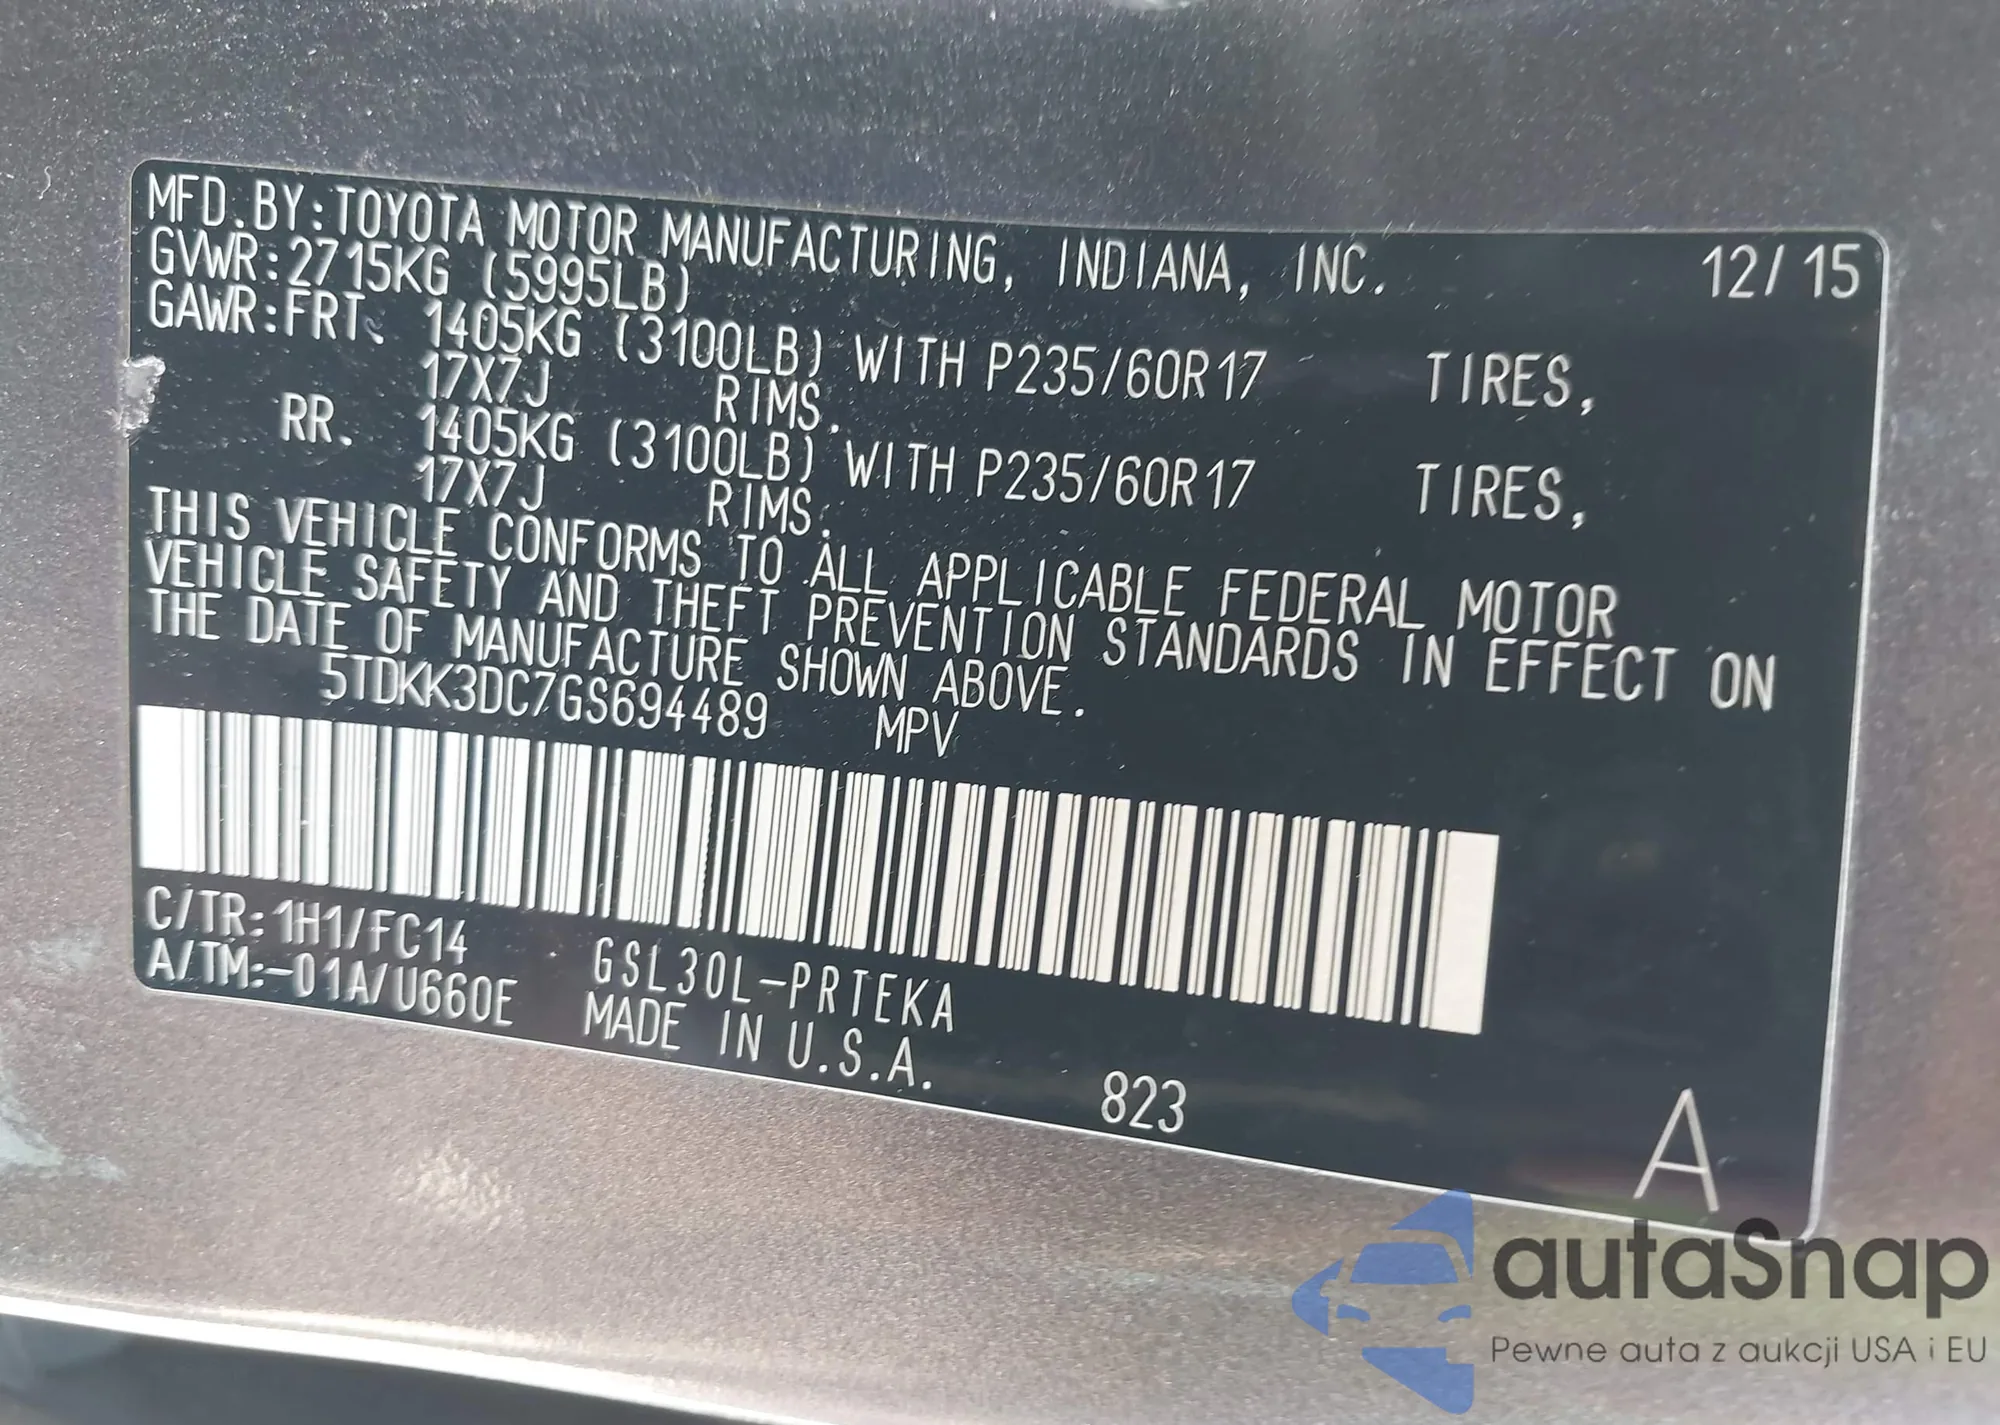 MFD.BY:TOYOTA MOTOR MANUFACTURING, INDIANA, INC. 12/15
GVWR:2715KG (5995LB)
GAWR:FRT. 1405KG (3100LB) WITH P235/60R17 TIRES,
17X7J RIMS.
RR. 1405KG (3100LB) WITH P235/60R17 TIRES,
17X7J RIMS.
THIS VEHICLE CONFORMS TO ALL APPLICABLE FEDERAL MOTOR
VEHICLE SAFETY AND THEFT PREVENTION STANDARDS IN EFFECT ON
THE DATE OF MANUFACTURE SHOWN ABOVE.
5TDKK3DC7GS694489 MPV
C/TR:1H1/FC14 GSL30L-PRTEKA
A/TM:-01A/U660E MADE IN U.S.A.
823
A
autaSnap
Pewne auta z aukcji USA i EU